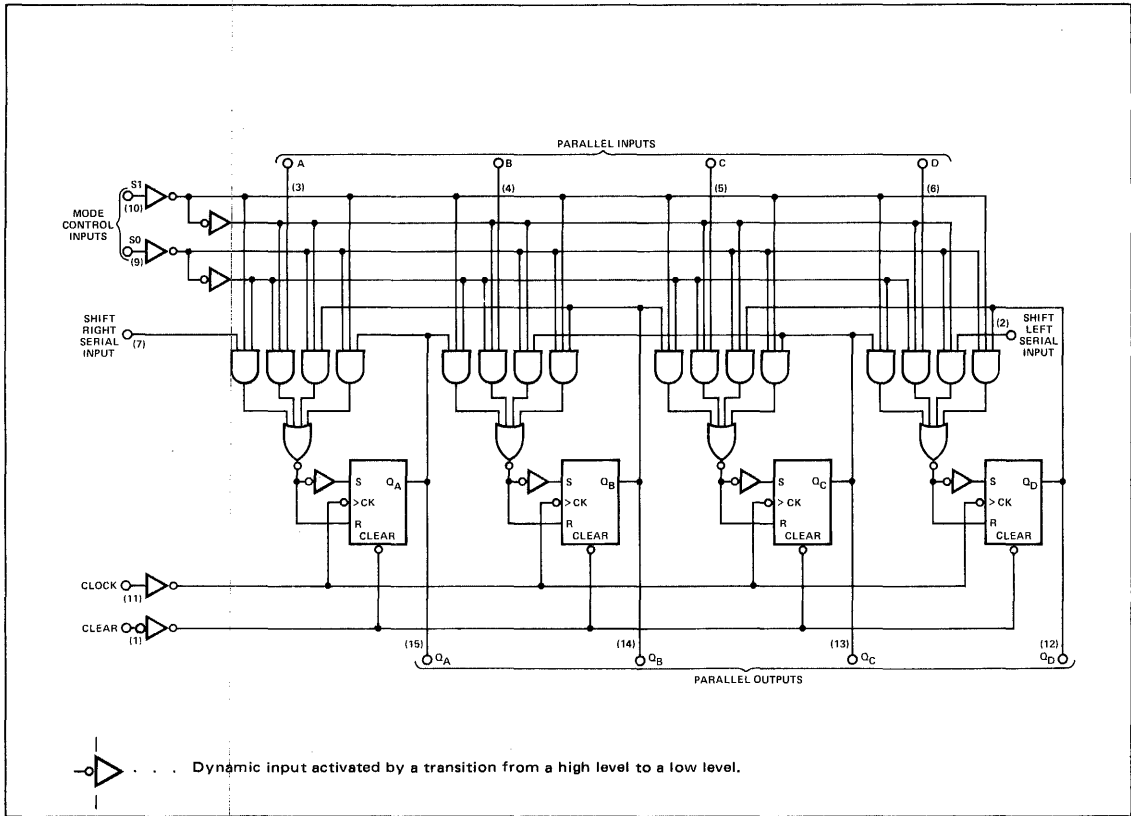 PARALLEL INPUTS
A B C D
(3) (4) (5) (6)
S1
(10)
MODE
CONTROL
INPUTS
S0
(9)
SHIFT
RIGHT
SERIAL
INPUT
(7)
(2) SHIFT
LEFT
SERIAL
INPUT
S QA S QB S QC S QD
>CK >CK >CK >CK
R R R R
CLEAR CLEAR CLEAR CLEAR
CLOCK
(11)
CLEAR
(1)
(15) (14) (13) (12)
QA QB QC QD
PARALLEL OUTPUTS
. . . Dynamic input activated by a transition from a high level to a low level.